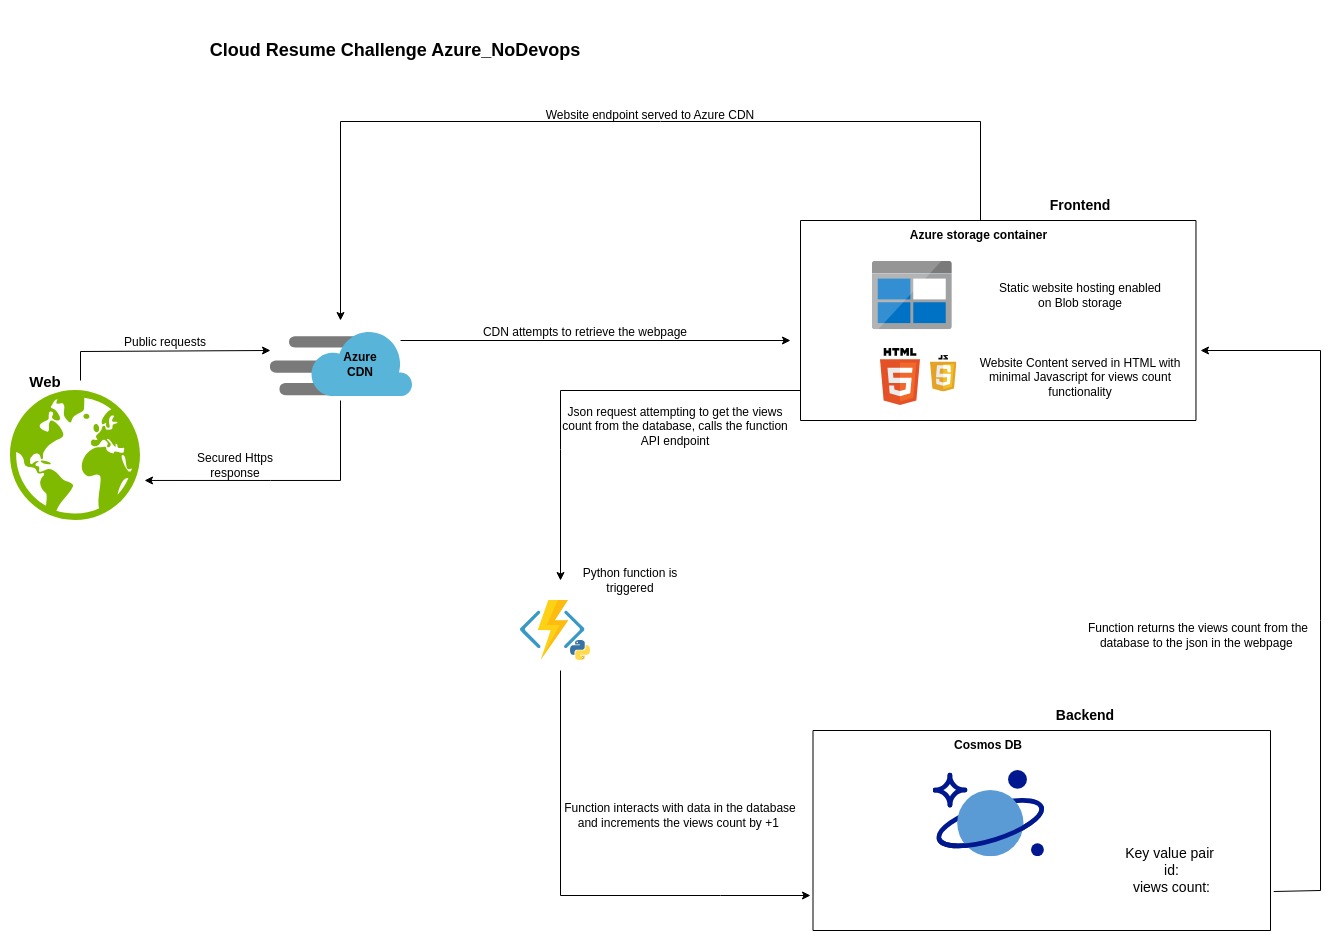 Cloud Resume Challenge Azure_NoDevops
Website endpoint served to Azure CDN
Frontend
Azure storage container
Static website hosting enabled
on Blob storage
CDN attempts to retrieve the webpage
Public requests
Azure
CDN
HTML
JS
Website Content served in HTML with
minimal Javascript for views count
functionality
Web
Json request attempting to get the views
count from the database, calls the function
API endpoint
Secured Https
response
Python function is
triggered
Function returns the views count from the
database to the json in the webpage
Backend
Cosmos DB
Function interacts with data in the database
and increments the views count by +1
Key value pair
id:
views count: